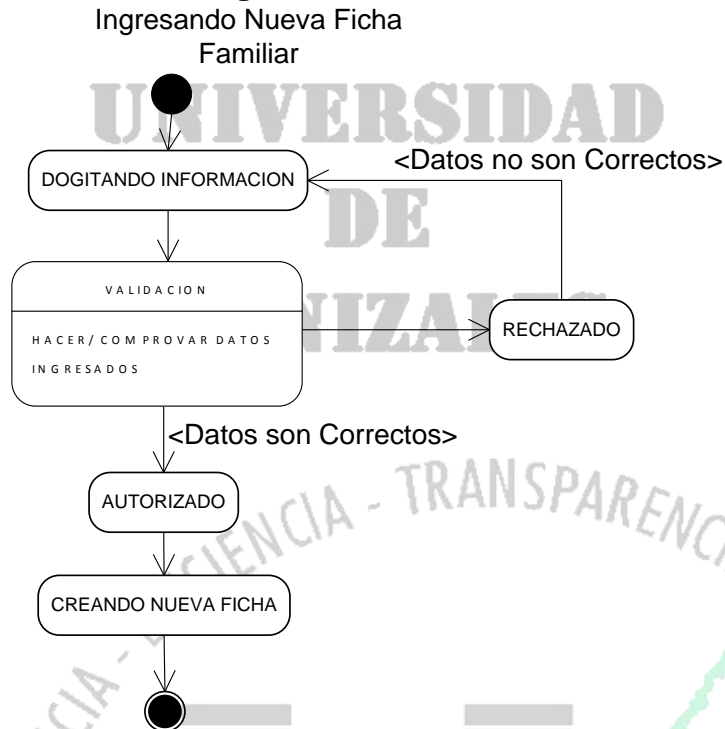 Ingresando Nueva Ficha
Familiar
UNIVERSIDAD
<Datos no son Correctos>
DOGITANDO INFORMACION
DE
VALIDACION
HACER/ COMPROVAR DATOS
INGRESADOS
RECHAZADO
<Datos son Correctos>
AUTORIZADO
TRANSPARENC
CREANDO NUEVA FICHA